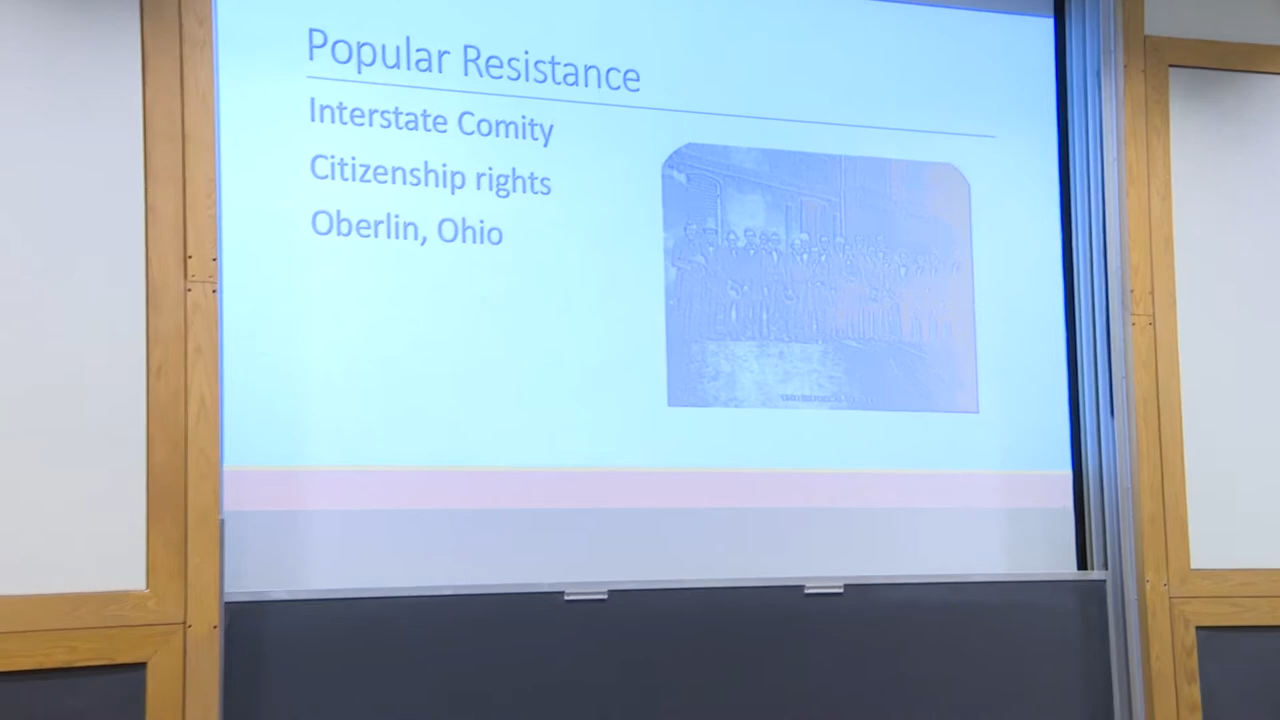 Popular Resistance
Interstate Comity
Citizenship rights
Oberlin, Ohio